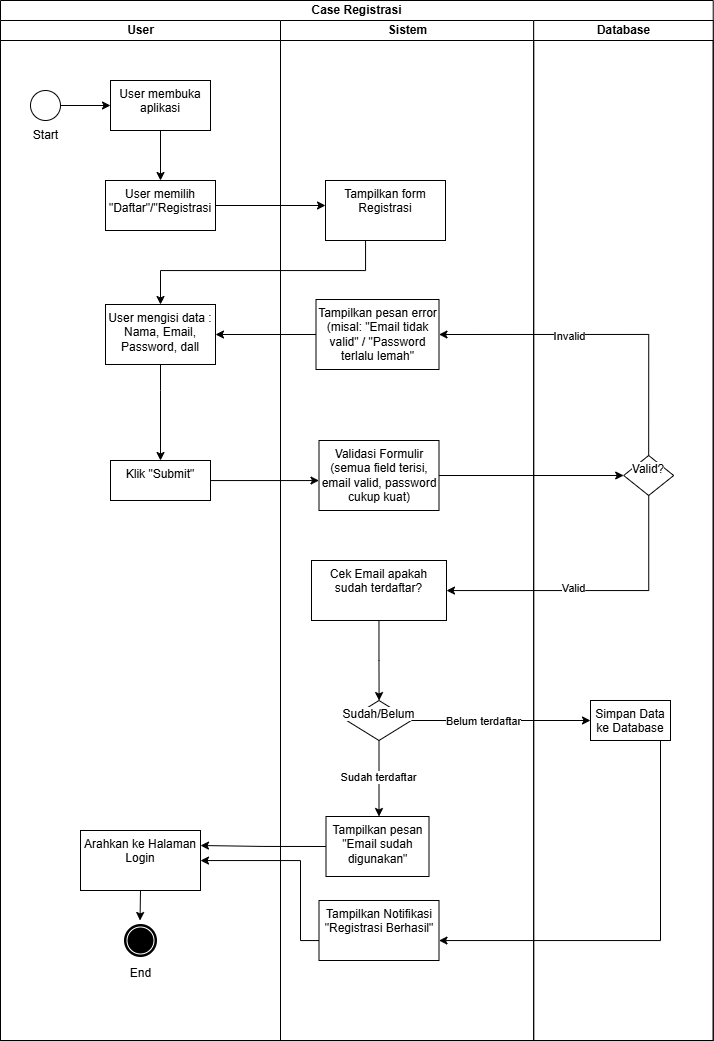 Case Registrasi
User
Sistem
Database
User membuka
aplikasi
Start
User memilih
"Daftar"/"Registrasi
Tampilkan form
Registrasi
User mengisi data :
Nama, Email,
Password, dall
Tampilkan pesan error
(misal: "Email tidak
valid" / "Password
terlalu lemah"
Invalid
Klik "Submit"
Validasi Formulir
(semua field terisi,
email valid, password
cukup kuat)
Valid?
Cek Email apakah
sudah terdaftar?
Valid
Sudah/Belum
Belum terdaftar
Simpan Data
ke Database
Sudah terdaftar
Tampilkan pesan
"Email sudah
digunakan"
Arahkan ke Halaman
Login
Tampilkan Notifikasi
"Registrasi Berhasil"
End